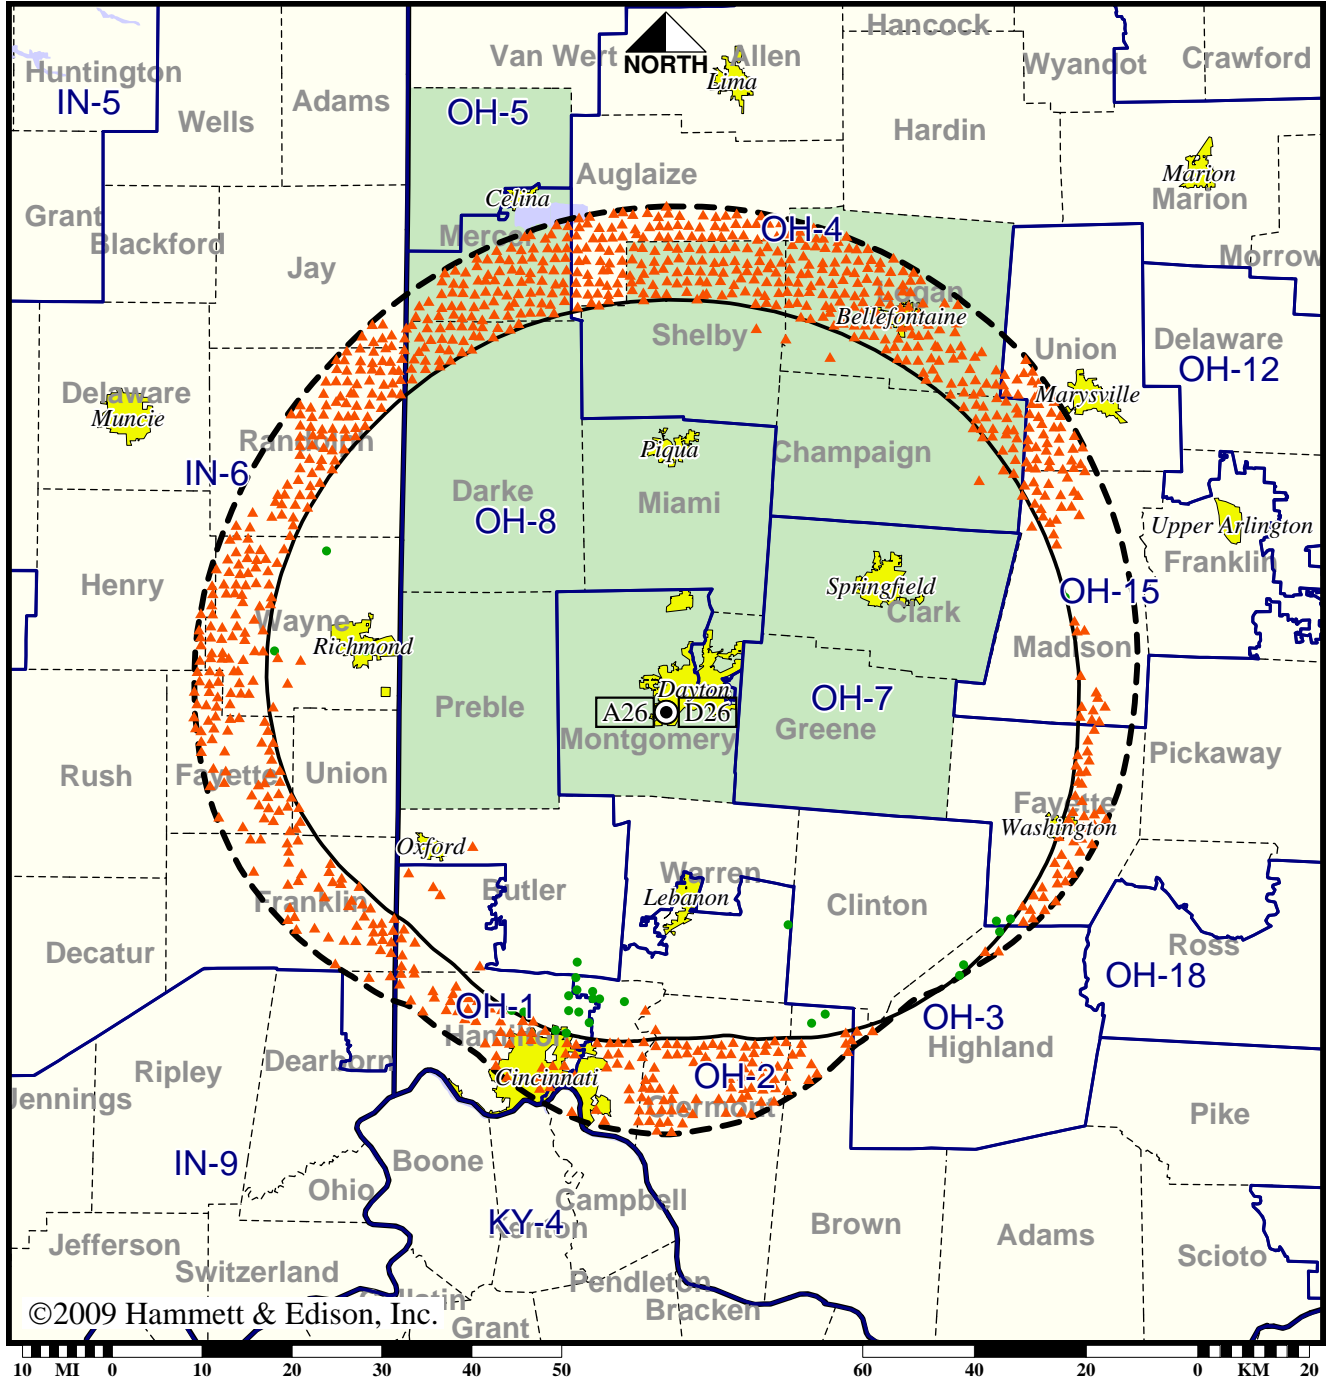 Hancock
Van Wert
Allen
NORTH
Lima
Wyandot
Crawford
Huntington
IN-5
Adams
Wells
OH-5
Hardin
Auglaize
Marion
Marion
Celina
Grant
Blackford
Mercer
OH-4
Jay
Morrow
Logan
Bellefontaine
Shelby
Union
Delaware
OH-12
Delaware
Muncie
Marysville
Randolph
IN-6
Piqua
Champaign
Darke
OH-8
Miami
Upper Arlington
Franklin
Henry
Springfield
Clark
OH-15
Wayne
Richmond
Madison
Dayton
Preble
A26
D26
OH-7
Greene
Montgomery
Pickaway
Rush
Fayette
Union
Fayette
Washington
Oxford
Warren
Butler
Lebanon
Franklin
Clinton
Decatur
Ross
OH-18
OH-1
Hamilton
OH-3
Highland
Dearborn
Ripley
Cincinnati
OH-2
Clermont
Jennings
Pike
IN-9
Boone
Ohio
Campbell
KY-4
Kenton
Brown
Adams
Jefferson
Scioto
Switzerland
Pendleton
Gallatin
Bracken
©2009 Hammett & Edison, Inc.
Grant
10 MI 0 10 20 30 40 50 60 40 20 0 KM 20